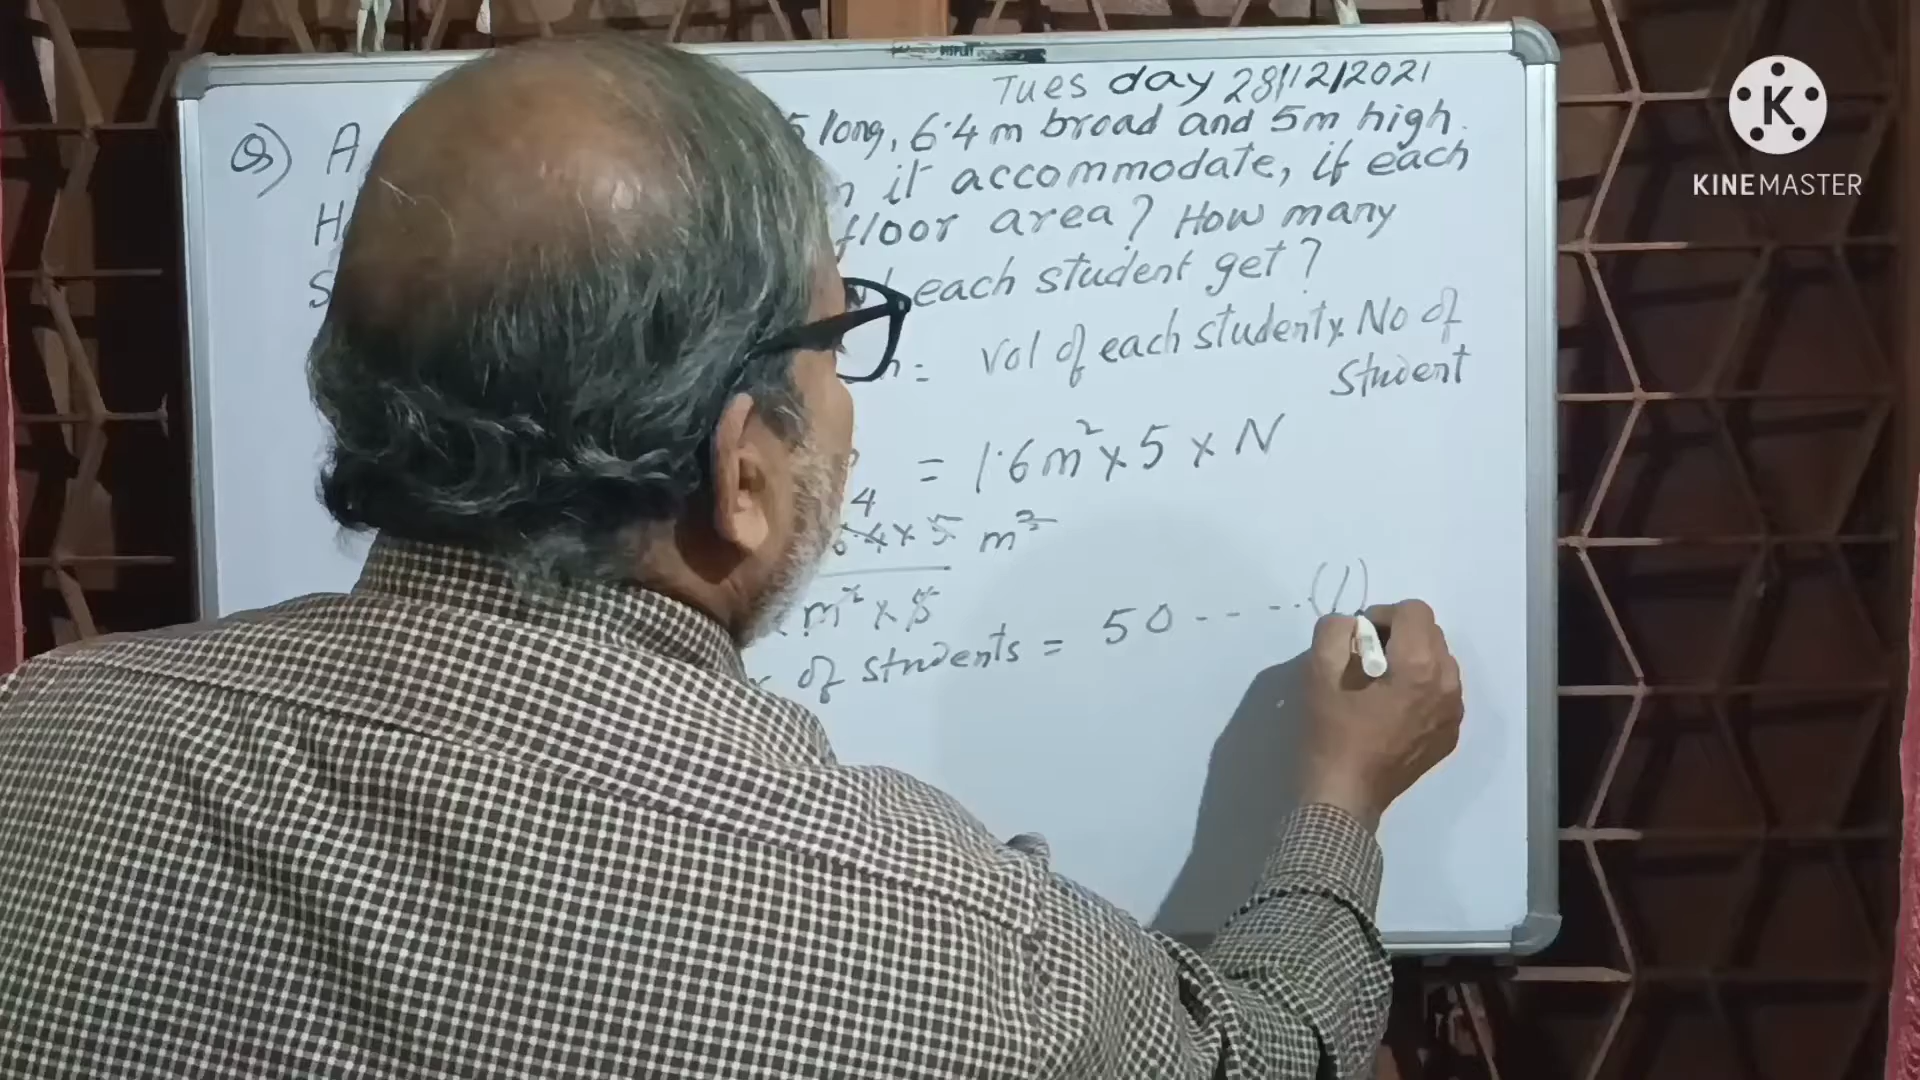 DISPLAY
Tuesday 28/12/2021
Q) A 5 long, 6.4 m broad and 5m high.
it accommodate, if each
floor area? How many
each student get?
= Vol of each student x No of
Student
= 1.6m² x 5 x N
4
6.4 x 5 m³
m² x 5
of students = 50 - - - - (1)
K
KINEMASTER